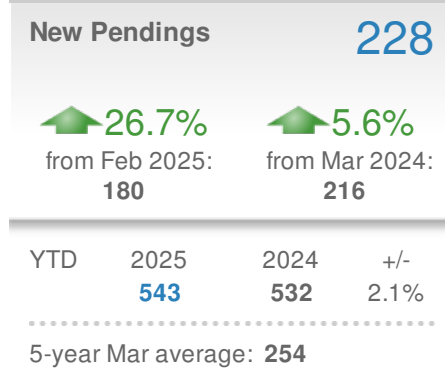 New Pendings 228
26.7% 5.6%
from Feb 2025: from Mar 2024:
180 216
YTD 2025 2024 +/-
543 532 2.1%
5-year Mar average: 254